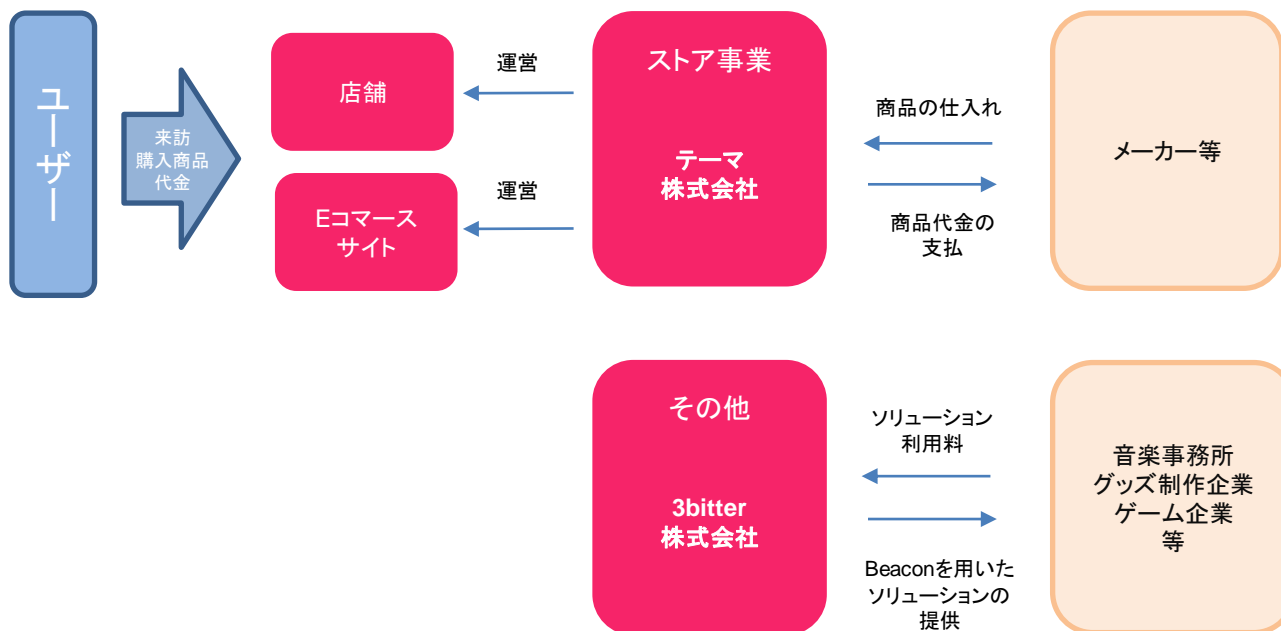 ユーザー
来訪
購入商品
代金
店舗
Eコマース
サイト
運営
運営
ストア事業
テーマ
株式会社
商品の仕入れ
商品代金の
支払
メーカー等
その他
3bitter
株式会社
ソリューション
利用料
Beaconを用いた
ソリューションの
提供
音楽事務所
グッズ制作企業
ゲーム企業
等